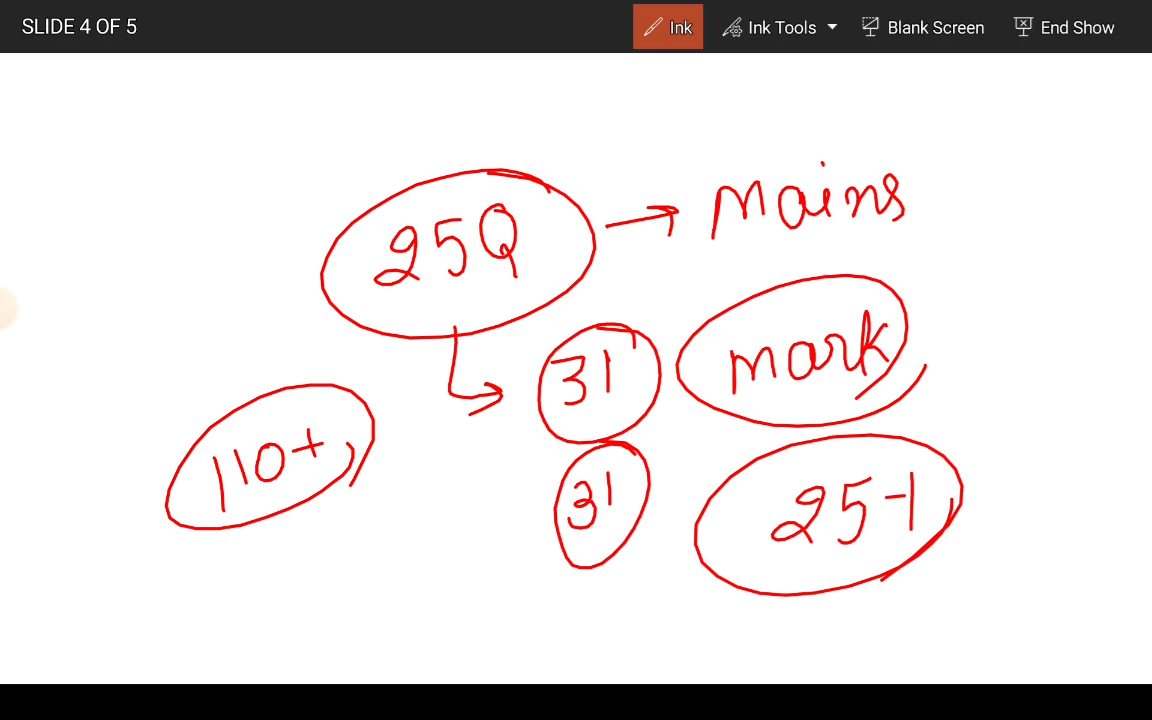 SLIDE 4 OF 5
Ink
Ink Tools
Blank Screen
End Show
25Q → Mains
31 mark
110+
31 25-1